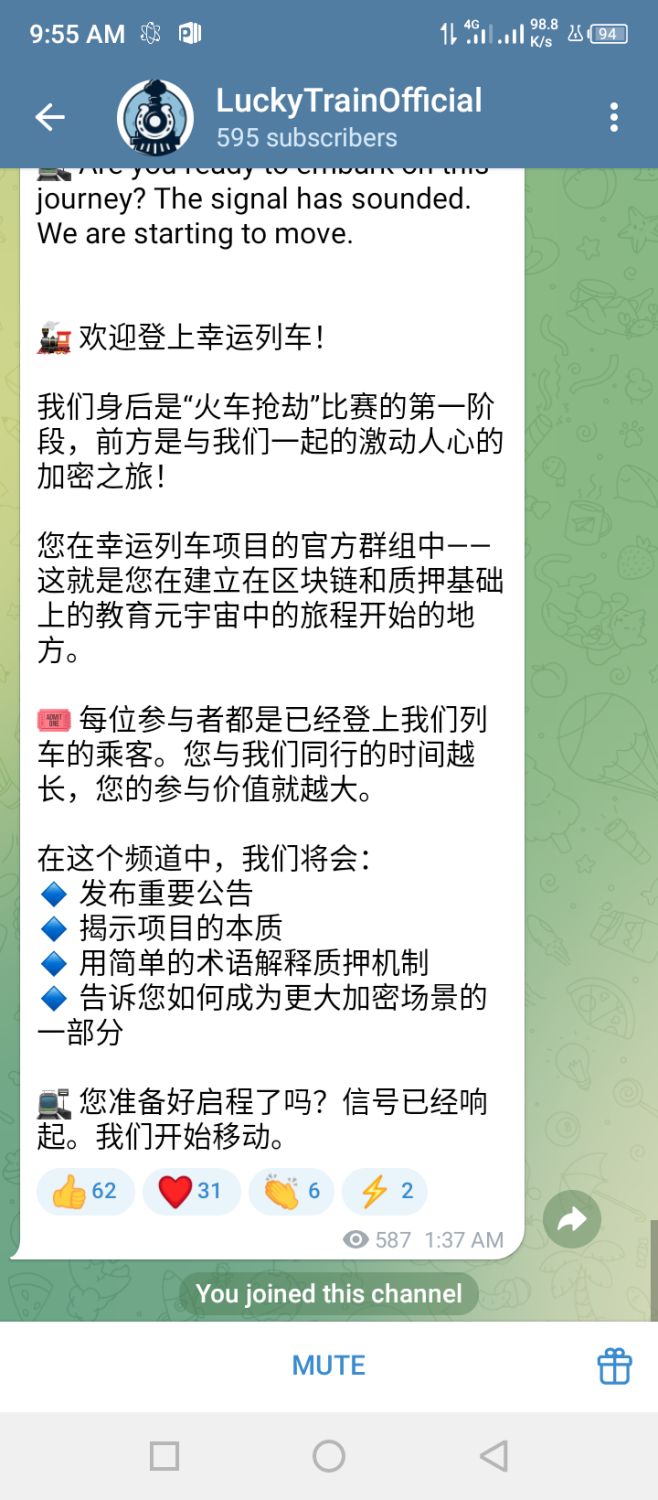 9:55 AM
4G 98.8 K/s 94
LuckyTrainOfficial
595 subscribers
Are you ready to embark on this
journey? The signal has sounded.
We are starting to move.
🚂 欢迎登上幸运列车！
我们身后是“火车抢劫”比赛的第一阶
段，前方是与我们一起的激动人心的
加密之旅！
您在幸运列车项目的官方群组中——
这就是您在建立在区块链和质押基础
上的教育元宇宙中的旅程开始的地
方。
🎟 每位参与者都是已经登上我们列
车的乘客。您与我们同行的时间越
长，您的参与价值就越大。
在这个频道中，我们将会：
🔹 发布重要公告
🔹 揭示项目的本质
🔹 用简单的术语解释质押机制
🔹 告诉您如何成为更大加密场景的
一部分
🚉 您准备好启程了吗？信号已经响
起。我们开始移动。
👍 62 ❤ 31 👏 6 ⚡ 2
587 1:37 AM
You joined this channel
MUTE